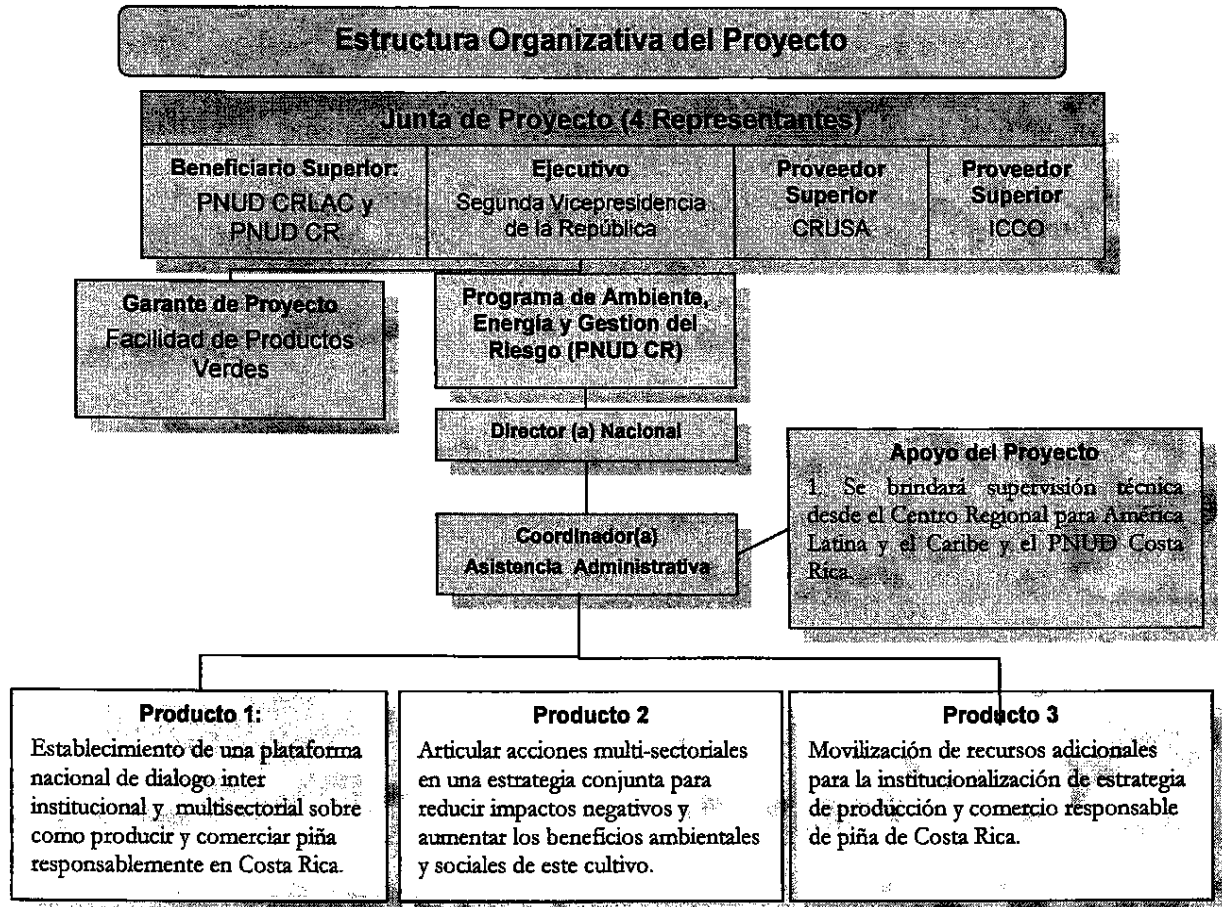 Estructura Organizativa del Proyecto
Junta de Proyecto (4 Representantes)
Beneficiario Superior:
PNUD CRLAC y
PNUD CR
Ejecutivo
Segunda Vicepresidencia
de la República
Proveedor
Superior
CRUSA
Proveedor
Superior
ICCO
Garante de Proyecto
Facilidad de Productos
Verdes
Programa de Ambiente,
Energía y Gestion del
Riesgo (PNUD CR)
Director (a) Nacional
Apoyo del Proyecto
1. Se brindará supervisión técnica
desde el Centro Regional para América
Latina y el Caribe y el PNUD Costa
Rica.
Coordinador(a)
Asistencia Administrativa
Producto 1:
Establecimiento de una plataforma
nacional de dialogo inter
institucional y multisectorial sobre
como producir y comerciar piña
responsablemente en Costa Rica.
Producto 2
Articular acciones multi-sectoriales
en una estrategia conjunta para
reducir impactos negativos y
aumentar los beneficios ambientales
y sociales de este cultivo.
Producto 3
Movilización de recursos adicionales
para la institucionalización de estrategia
de producción y comercio responsable
de piña de Costa Rica.